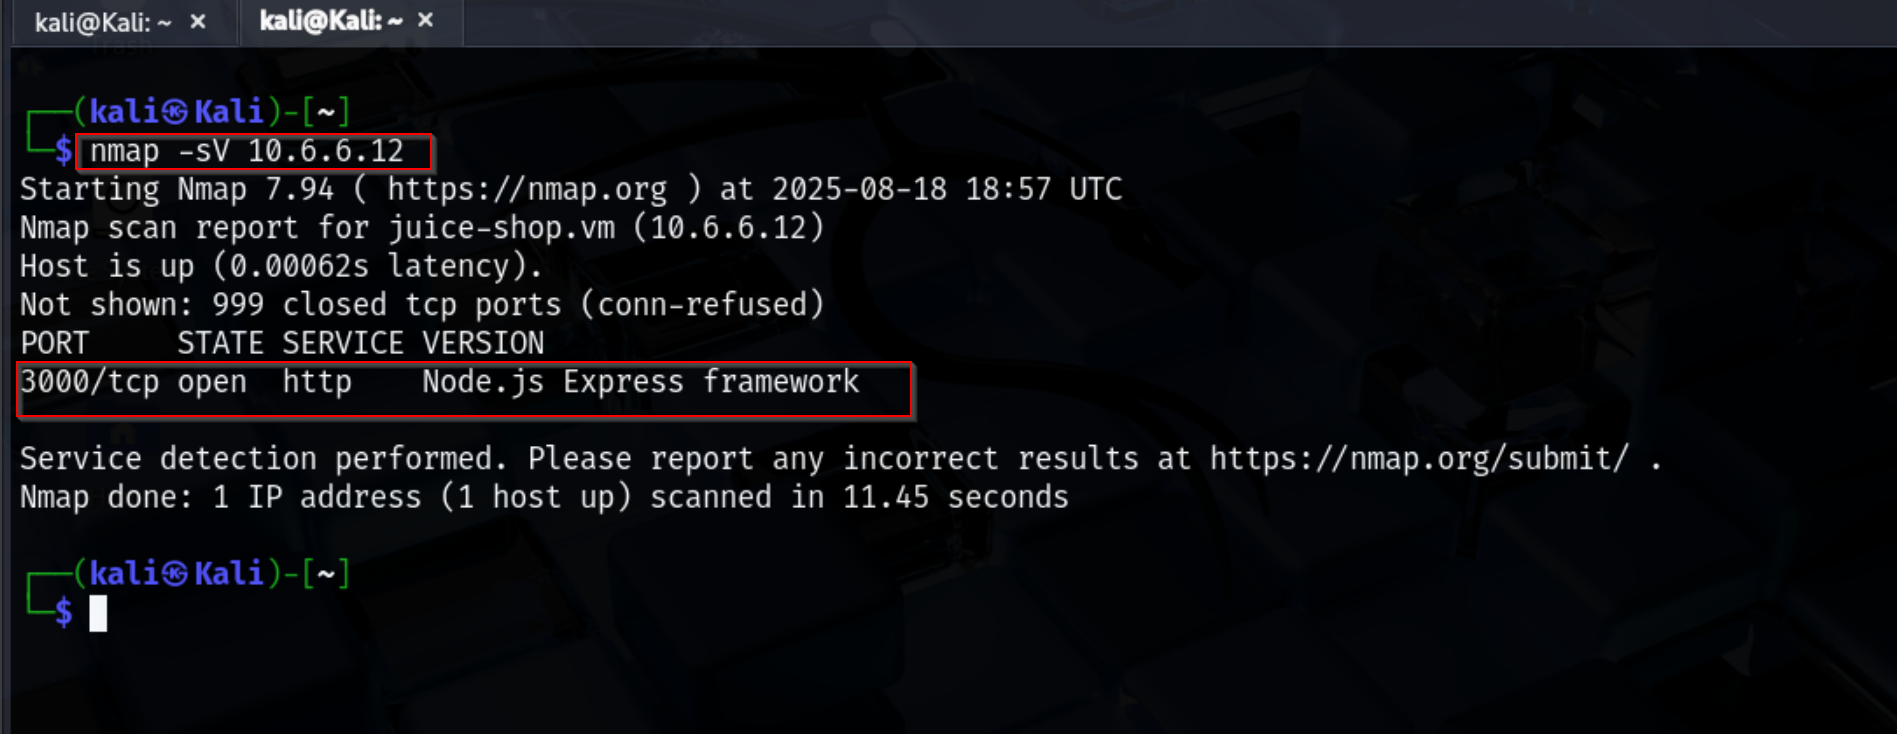 kali@Kali: ~ × kali@Kali: ~ ×
┌──(kali㉿Kali)-[~]
└─$ nmap -sV 10.6.6.12
Starting Nmap 7.94 ( https://nmap.org ) at 2025-08-18 18:57 UTC
Nmap scan report for juice-shop.vm (10.6.6.12)
Host is up (0.00062s latency).
Not shown: 999 closed tcp ports (conn-refused)
PORT     STATE SERVICE VERSION
3000/tcp open  http    Node.js Express framework
Service detection performed. Please report any incorrect results at https://nmap.org/submit/ .
Nmap done: 1 IP address (1 host up) scanned in 11.45 seconds
┌──(kali㉿Kali)-[~]
└─$